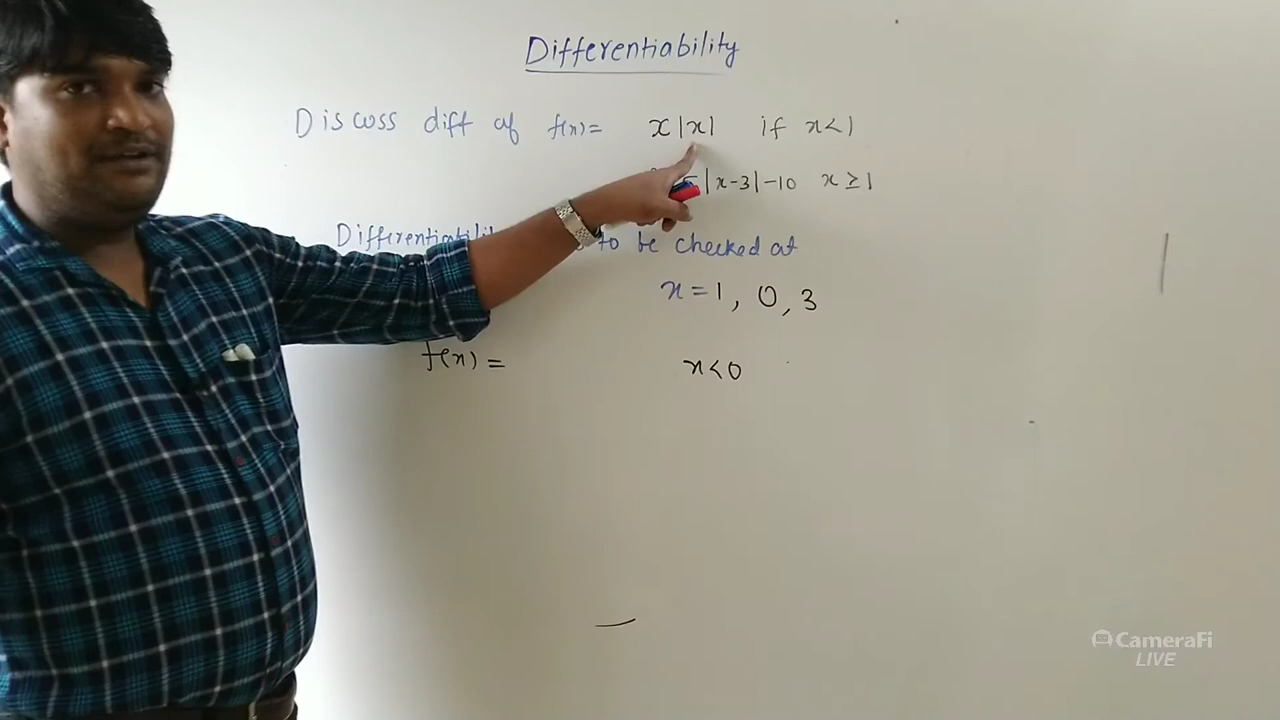 Differentiability
Discuss diff of f(x) = x|x| if x<1
|x-3|-10 x ≥ 1
Differentiabilit to be checked at
x = 1, 0, 3
f(x) = x<0
CameraFi
LIVE